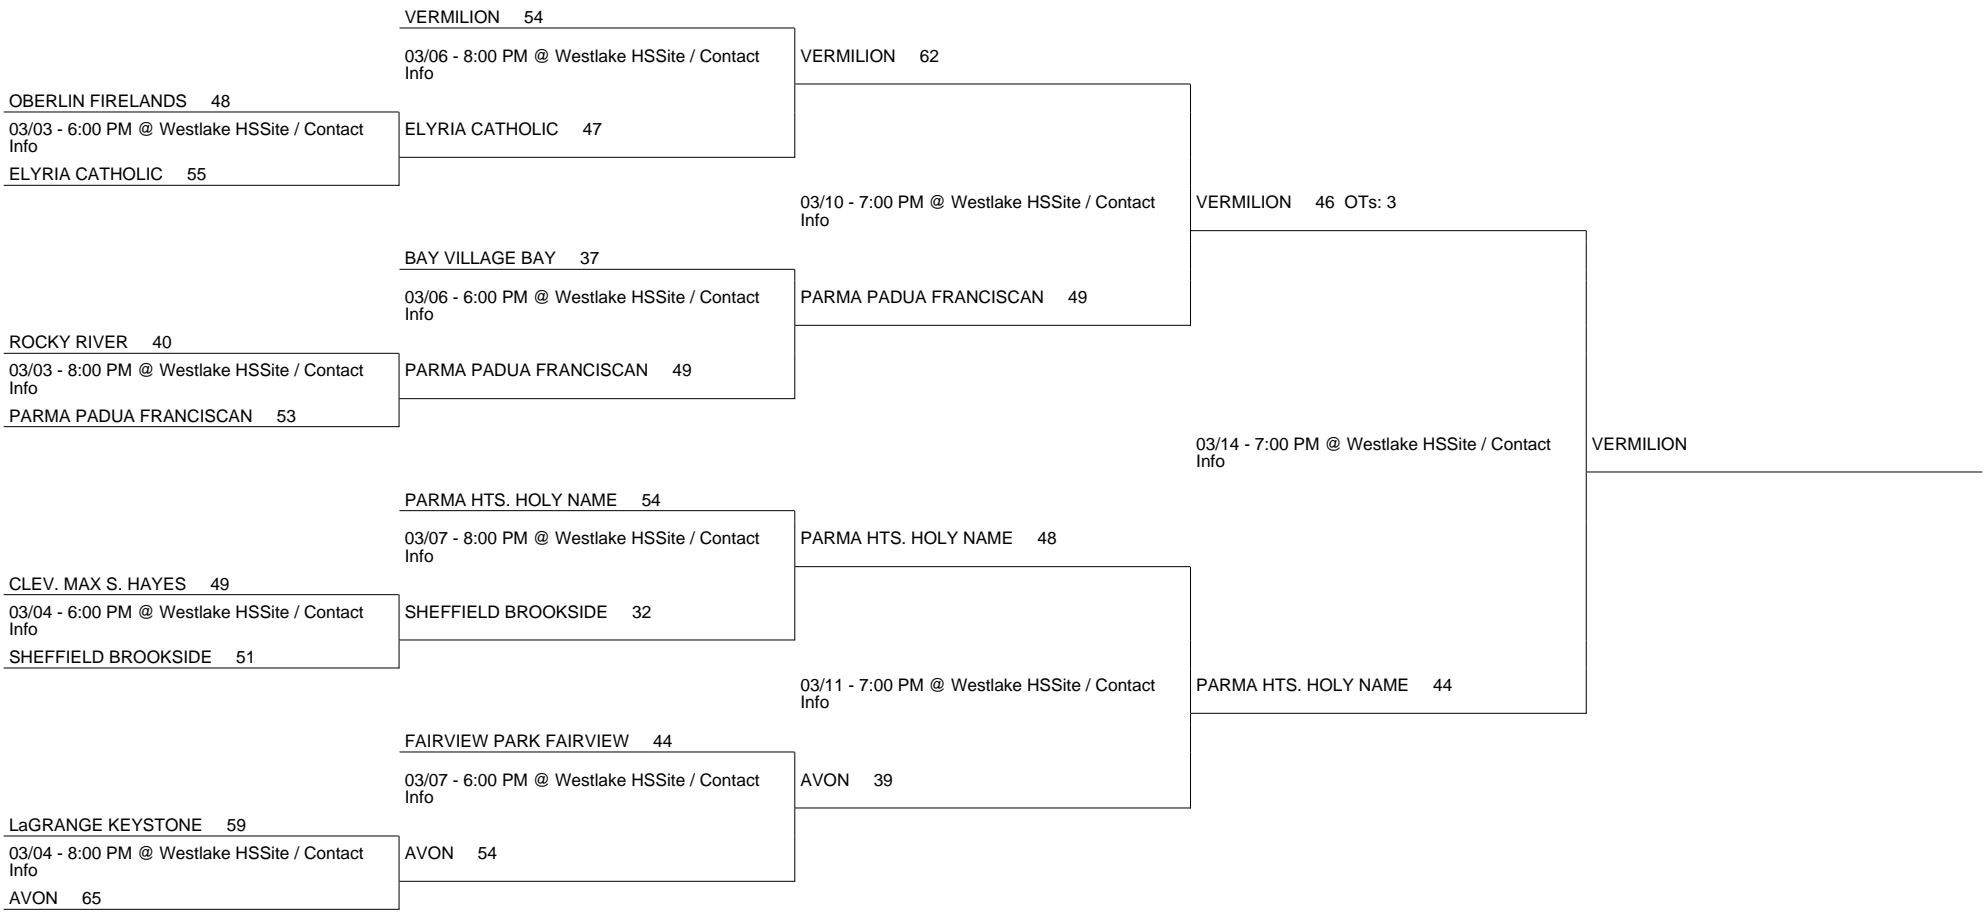 VERMILION 54
03/06 - 8:00 PM @ Westlake HSSite / Contact
Info
VERMILION 62
OBERLIN FIRELANDS 48
03/03 - 6:00 PM @ Westlake HSSite / Contact
Info
ELYRIA CATHOLIC 47
ELYRIA CATHOLIC 55
03/10 - 7:00 PM @ Westlake HSSite / Contact
Info
VERMILION 46 OTs: 3
BAY VILLAGE BAY 37
03/06 - 6:00 PM @ Westlake HSSite / Contact
Info
PARMA PADUA FRANCISCAN 49
ROCKY RIVER 40
03/03 - 8:00 PM @ Westlake HSSite / Contact
Info
PARMA PADUA FRANCISCAN 49
PARMA PADUA FRANCISCAN 53
03/14 - 7:00 PM @ Westlake HSSite / Contact
Info
VERMILION
PARMA HTS. HOLY NAME 54
03/07 - 8:00 PM @ Westlake HSSite / Contact
Info
PARMA HTS. HOLY NAME 48
CLEV. MAX S. HAYES 49
03/04 - 6:00 PM @ Westlake HSSite / Contact
Info
SHEFFIELD BROOKSIDE 32
SHEFFIELD BROOKSIDE 51
03/11 - 7:00 PM @ Westlake HSSite / Contact
Info
PARMA HTS. HOLY NAME 44
FAIRVIEW PARK FAIRVIEW 44
03/07 - 6:00 PM @ Westlake HSSite / Contact
Info
AVON 39
LaGRANGE KEYSTONE 59
03/04 - 8:00 PM @ Westlake HSSite / Contact
Info
AVON 54
AVON 65